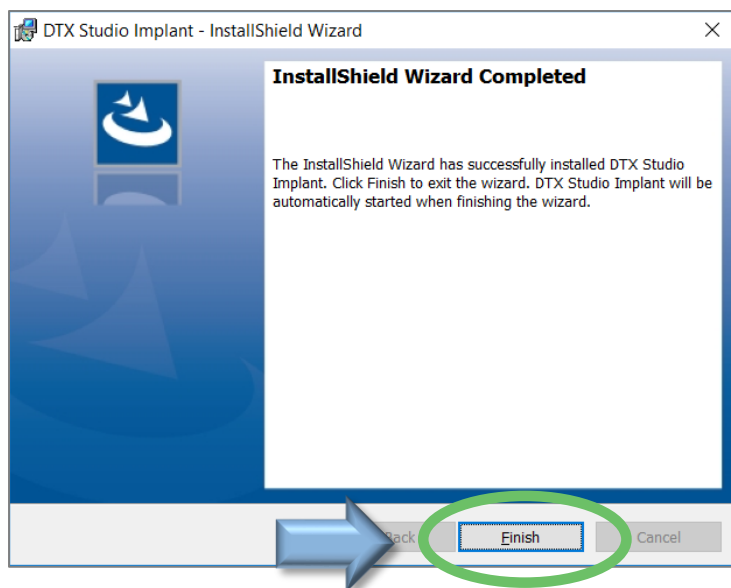 DTX Studio Implant - InstallShield Wizard
InstallShield Wizard Completed
The InstallShield Wizard has successfully installed DTX Studio
Implant. Click Finish to exit the wizard. DTX Studio Implant will be
automatically started when finishing the wizard.
Finish
Cancel